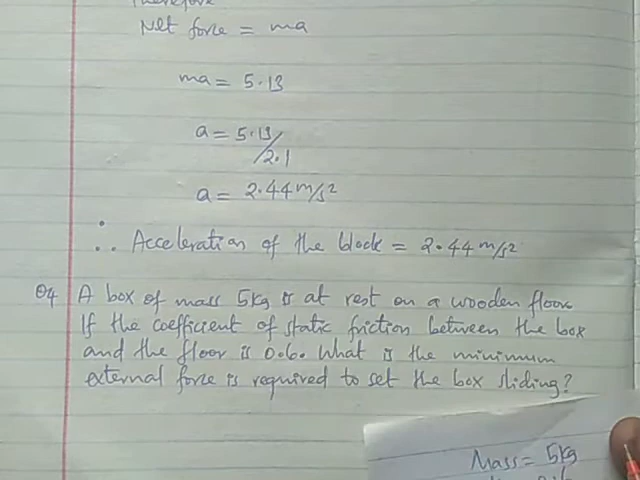 Therefore
Net force = ma
ma = 5.13
a = 5.13/2.1
a = 2.44 m/s²
∴ Acceleration of the block = 2.44 m/s²
Q4 A box of mass 5kg is at rest on a wooden floor.
If the coefficient of static friction between the box
and the floor is 0.6. What is the minimum
external force is required to set the box sliding?
Mass = 5kg